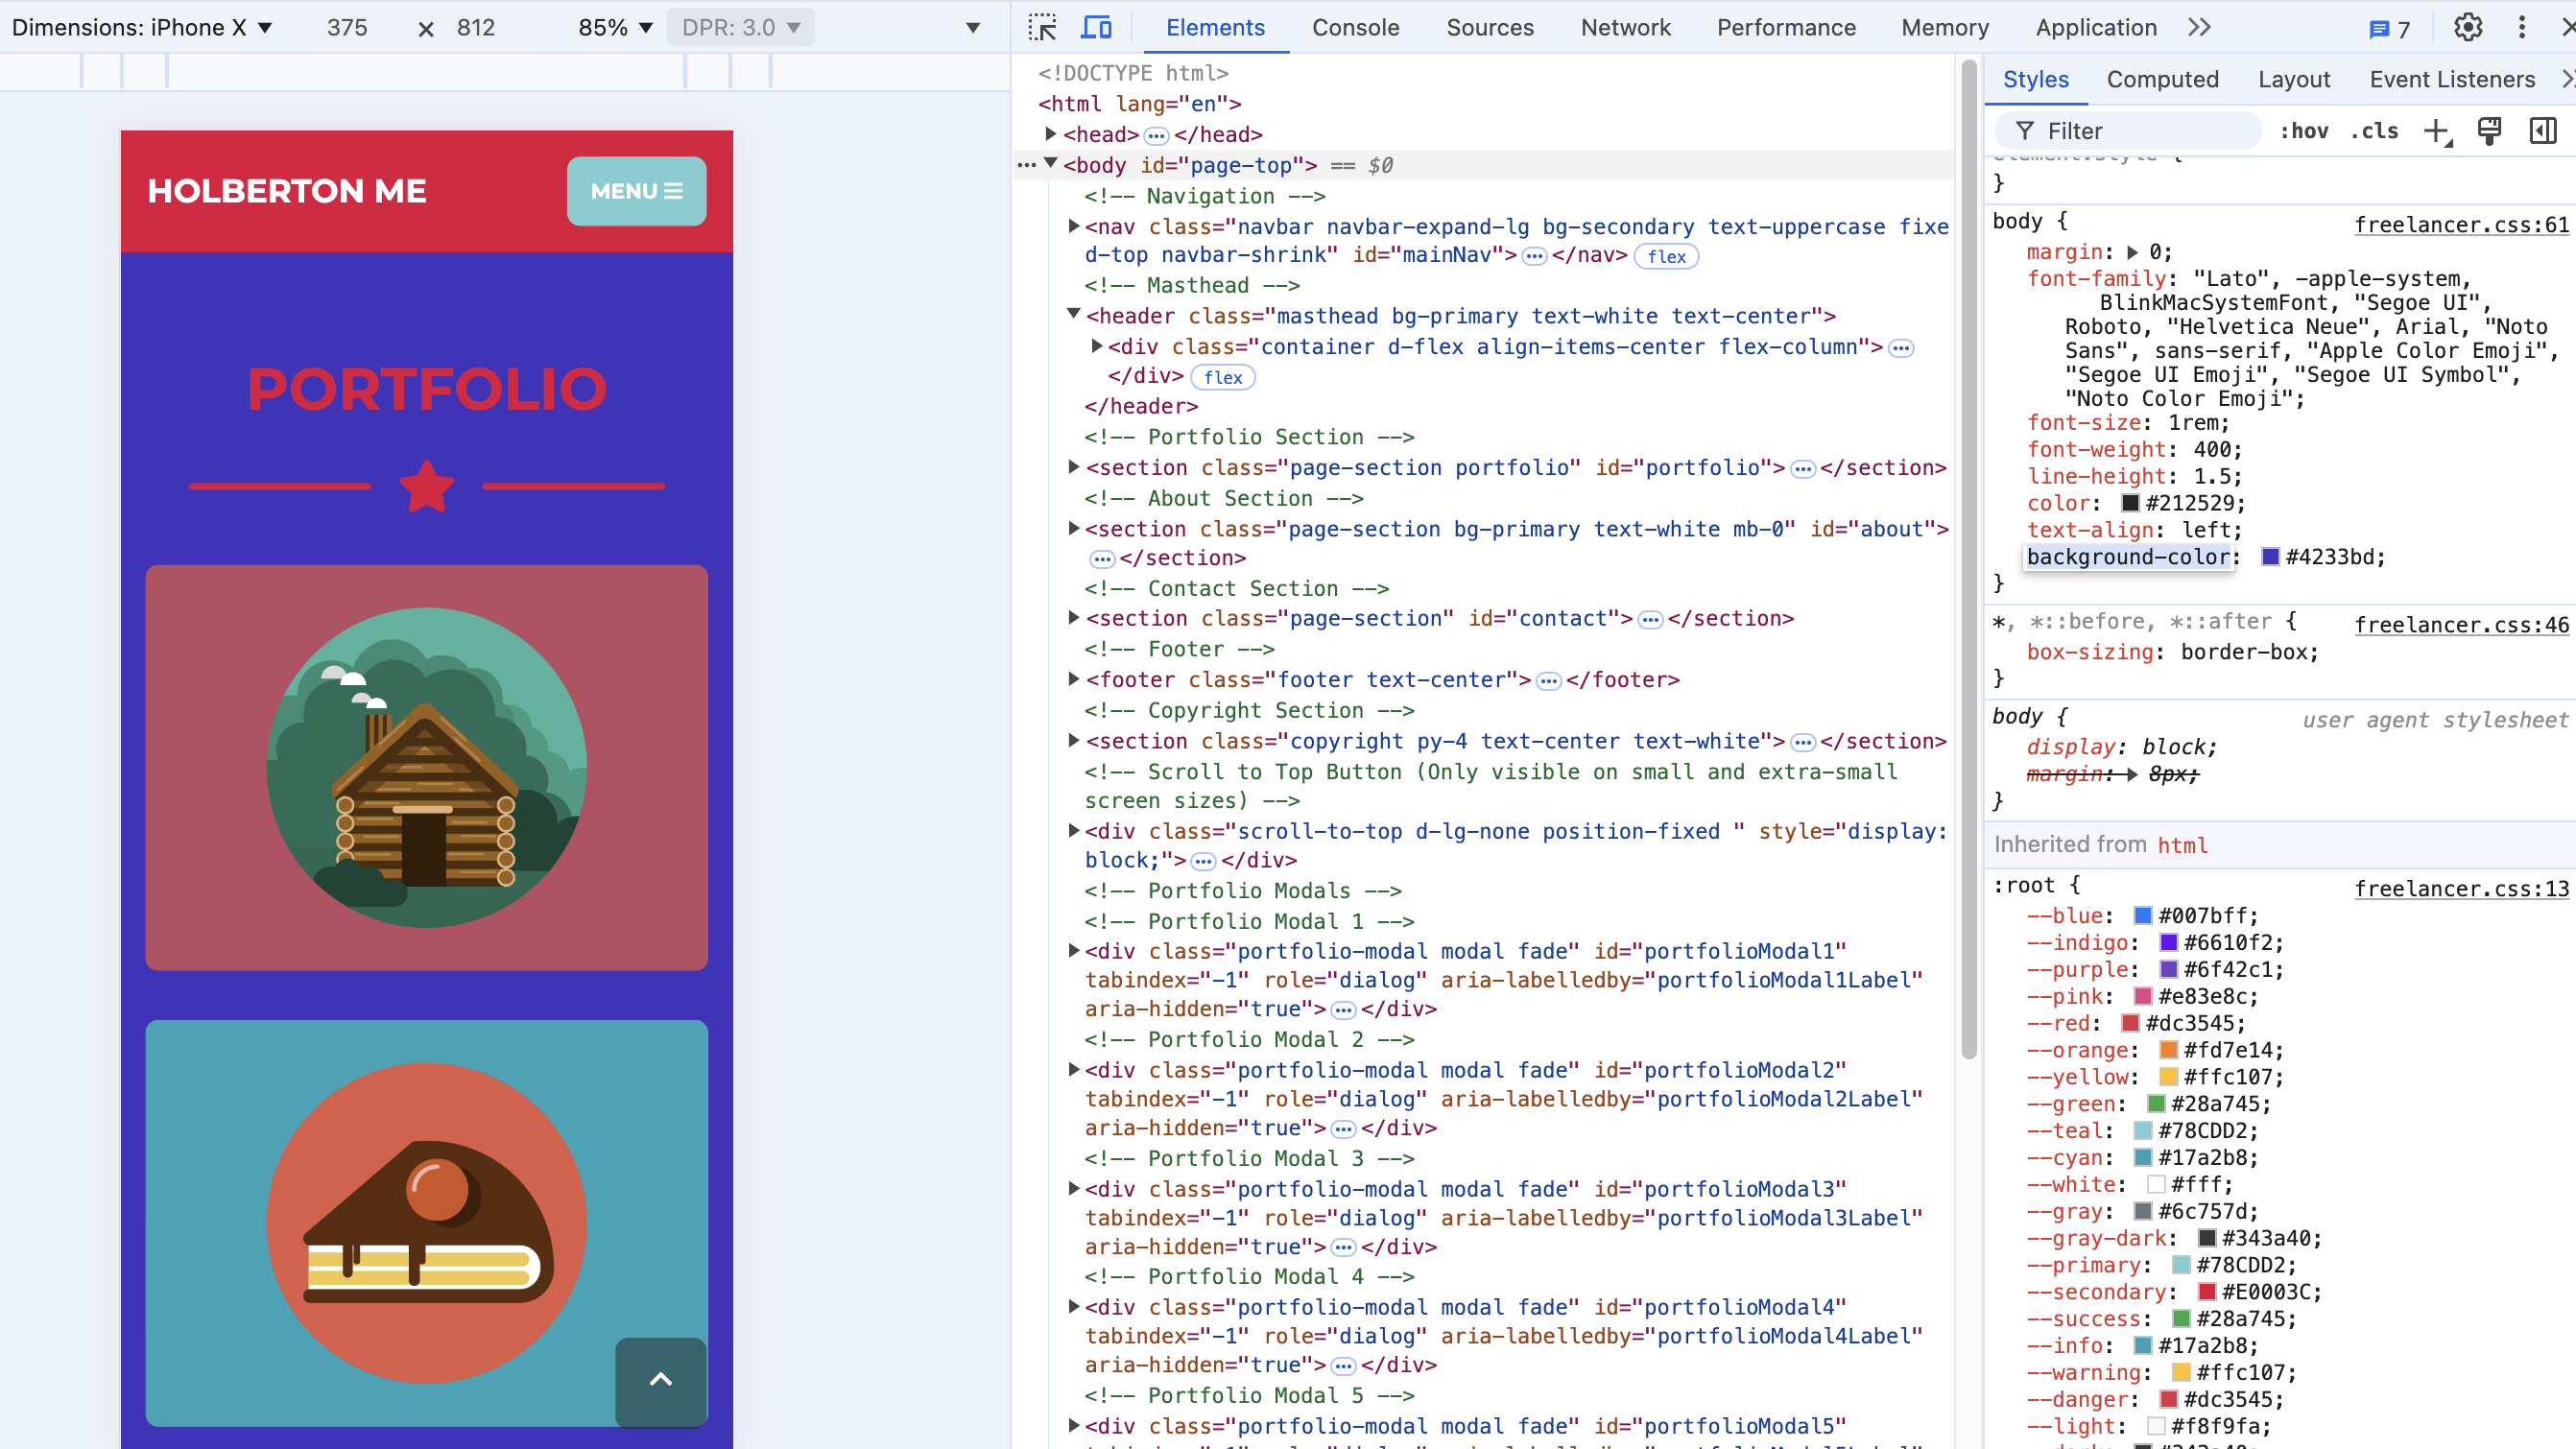 Dimensions: iPhone X ▼ 375 × 812 85% ▼ DPR: 3.0 ▼ ▼
HOLBERTON ME
MENU
PORTFOLIO
Elements Console Sources Network Performance Memory Application 7
<!DOCTYPE html>
<html lang="en">
<head>…</head>
<body id="page-top"> == $0
<!-- Navigation -->
<nav class="navbar navbar-expand-lg bg-secondary text-uppercase fixe
d-top navbar-shrink" id="mainNav">…</nav> flex
<!-- Masthead -->
<header class="masthead bg-primary text-white text-center">
<div class="container d-flex align-items-center flex-column">…
</div> flex
</header>
<!-- Portfolio Section -->
<section class="page-section portfolio" id="portfolio">…</section>
<!-- About Section -->
<section class="page-section bg-primary text-white mb-0" id="about">
…</section>
<!-- Contact Section -->
<section class="page-section" id="contact">…</section>
<!-- Footer -->
<footer class="footer text-center">…</footer>
<!-- Copyright Section -->
<section class="copyright py-4 text-center text-white">…</section>
<!-- Scroll to Top Button (Only visible on small and extra-small
screen sizes) -->
<div class="scroll-to-top d-lg-none position-fixed " style="display:
block;">…</div>
<!-- Portfolio Modals -->
<!-- Portfolio Modal 1 -->
<div class="portfolio-modal modal fade" id="portfolioModal1"
tabindex="-1" role="dialog" aria-labelledby="portfolioModal1Label"
aria-hidden="true">…</div>
<!-- Portfolio Modal 2 -->
<div class="portfolio-modal modal fade" id="portfolioModal2"
tabindex="-1" role="dialog" aria-labelledby="portfolioModal2Label"
aria-hidden="true">…</div>
<!-- Portfolio Modal 3 -->
<div class="portfolio-modal modal fade" id="portfolioModal3"
tabindex="-1" role="dialog" aria-labelledby="portfolioModal3Label"
aria-hidden="true">…</div>
<!-- Portfolio Modal 4 -->
<div class="portfolio-modal modal fade" id="portfolioModal4"
tabindex="-1" role="dialog" aria-labelledby="portfolioModal4Label"
aria-hidden="true">…</div>
<!-- Portfolio Modal 5 -->
<div class="portfolio-modal modal fade" id="portfolioModal5"
Styles Computed Layout Event Listeners
Filter :hov .cls
element.style {
}
body { freelancer.css:61
margin: 0;
font-family: "Lato", -apple-system,
BlinkMacSystemFont, "Segoe UI",
Roboto, "Helvetica Neue", Arial, "Noto
Sans", sans-serif, "Apple Color Emoji",
"Segoe UI Emoji", "Segoe UI Symbol",
"Noto Color Emoji";
font-size: 1rem;
font-weight: 400;
line-height: 1.5;
color: #212529;
text-align: left;
background-color: #4233bd;
}
*, *::before, *::after { freelancer.css:46
box-sizing: border-box;
}
body { user agent stylesheet
display: block;
margin: 8px;
}
Inherited from html
:root { freelancer.css:13
--blue: #007bff;
--indigo: #6610f2;
--purple: #6f42c1;
--pink: #e83e8c;
--red: #dc3545;
--orange: #fd7e14;
--yellow: #ffc107;
--green: #28a745;
--teal: #78CDD2;
--cyan: #17a2b8;
--white: #fff;
--gray: #6c757d;
--gray-dark: #343a40;
--primary: #78CDD2;
--secondary: #E0003C;
--success: #28a745;
--info: #17a2b8;
--warning: #ffc107;
--danger: #dc3545;
--light: #f8f9fa;